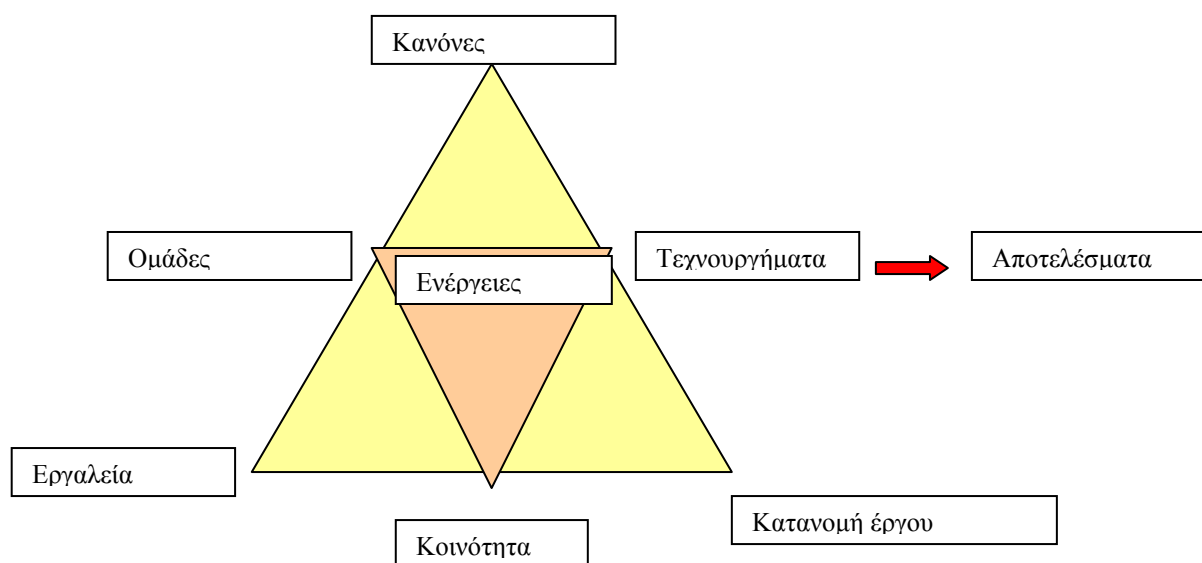 Κανόνες
Ομάδες
Ενέργειες
Τεχνουργήματα
Αποτελέσματα
Εργαλεία
Κατανομή έργου
Κοινότητα